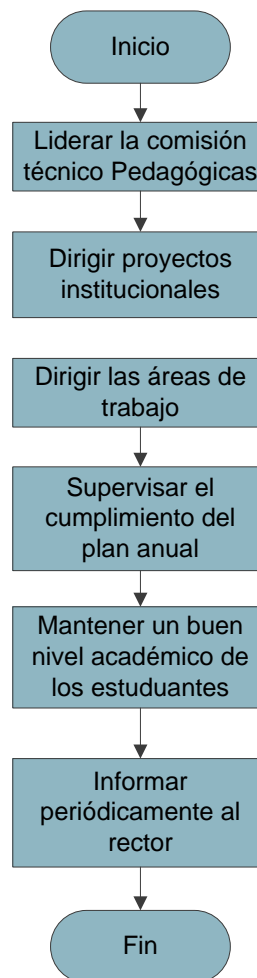 Inicio
Liderar la comisión
técnico Pedagógicas
Dirigir proyectos
institucionales
Dirigir las áreas de
trabajo
Supervisar el
cumplimiento del
plan anual
Mantener un buen
nivel académico de
los estuduantes
Informar
periódicamente al
rector
Fin